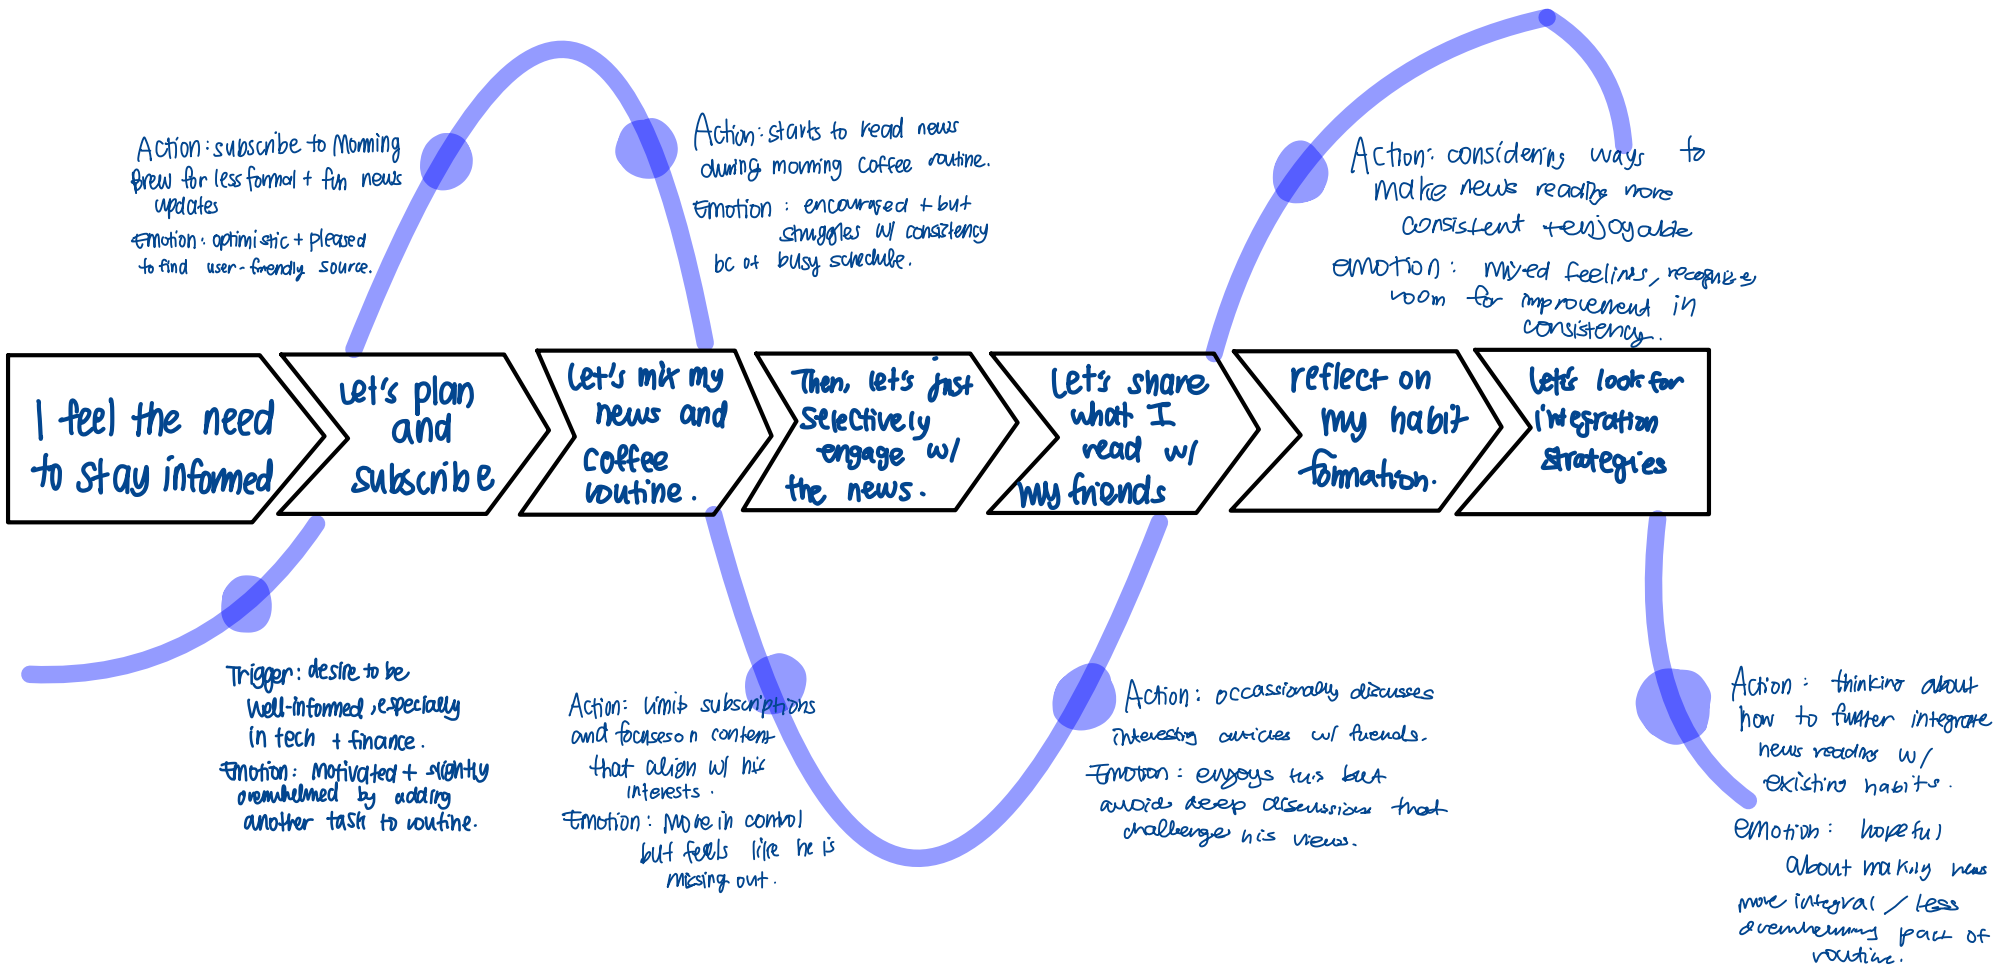 Action: subscribe to Morning
Brew for less formal + fun news
updates
Emotion: optimistic + pleased
to find user-friendly source.
Action: starts to read news
during morning coffee routine.
Emotion: encouraged + but
struggles w/ consistency
bc of busy schedule.
Action: considering ways to
make news reading more
consistent + enjoyable
emotion: mixed feelings, recognizes
room for improvement in
consistency.
I feel the need
to stay informed
Let's plan
and
subscribe
Let's mix my
news and
coffee
routine.
Then, let's just
selectively
engage w/
the news.
Let's share
what I
read w/
my friends
reflect on
my habit
formation.
Let's look for
integration
strategies
Trigger: desire to be
well-informed, especially
in tech + finance.
Emotion: Motivated + slightly
overwhelmed by adding
another task to routine.
Action: limits subscriptions
and focuses on content
that align w/ his
interests.
Emotion: More in control
but feels like he is
missing out.
Action: occassionally discusses
interesting articles w/ friends.
Emotion: enjoys this but
avoids deep discussions that
challenge his views.
Action: thinking about
how to further integrate
news reading w/
existing habits.
emotion: hopeful
about making news
more integral / less
overwhelming part of
routine.